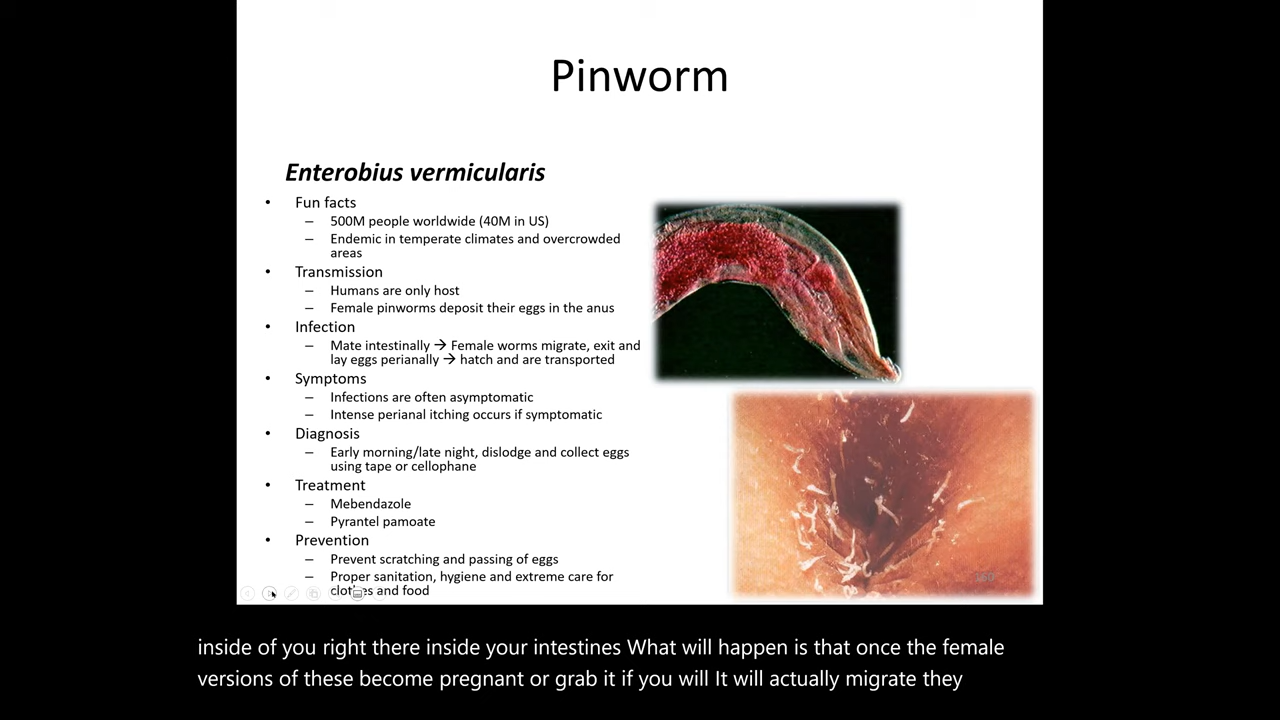 Pinworm
Enterobius vermicularis
• Fun facts
– 500M people worldwide (40M in US)
– Endemic in temperate climates and overcrowded
areas
• Transmission
– Humans are only host
– Female pinworms deposit their eggs in the anus
• Infection
– Mate intestinally → Female worms migrate, exit and
lay eggs perianally → hatch and are transported
• Symptoms
– Infections are often asymptomatic
– Intense perianal itching occurs if symptomatic
• Diagnosis
– Early morning/late night, dislodge and collect eggs
using tape or cellophane
• Treatment
– Mebendazole
– Pyrantel pamoate
• Prevention
– Prevent scratching and passing of eggs
– Proper sanitation, hygiene and extreme care for
clothes and food
160
inside of you right there inside your intestines What will happen is that once the female
versions of these become pregnant or grab it if you will It will actually migrate they